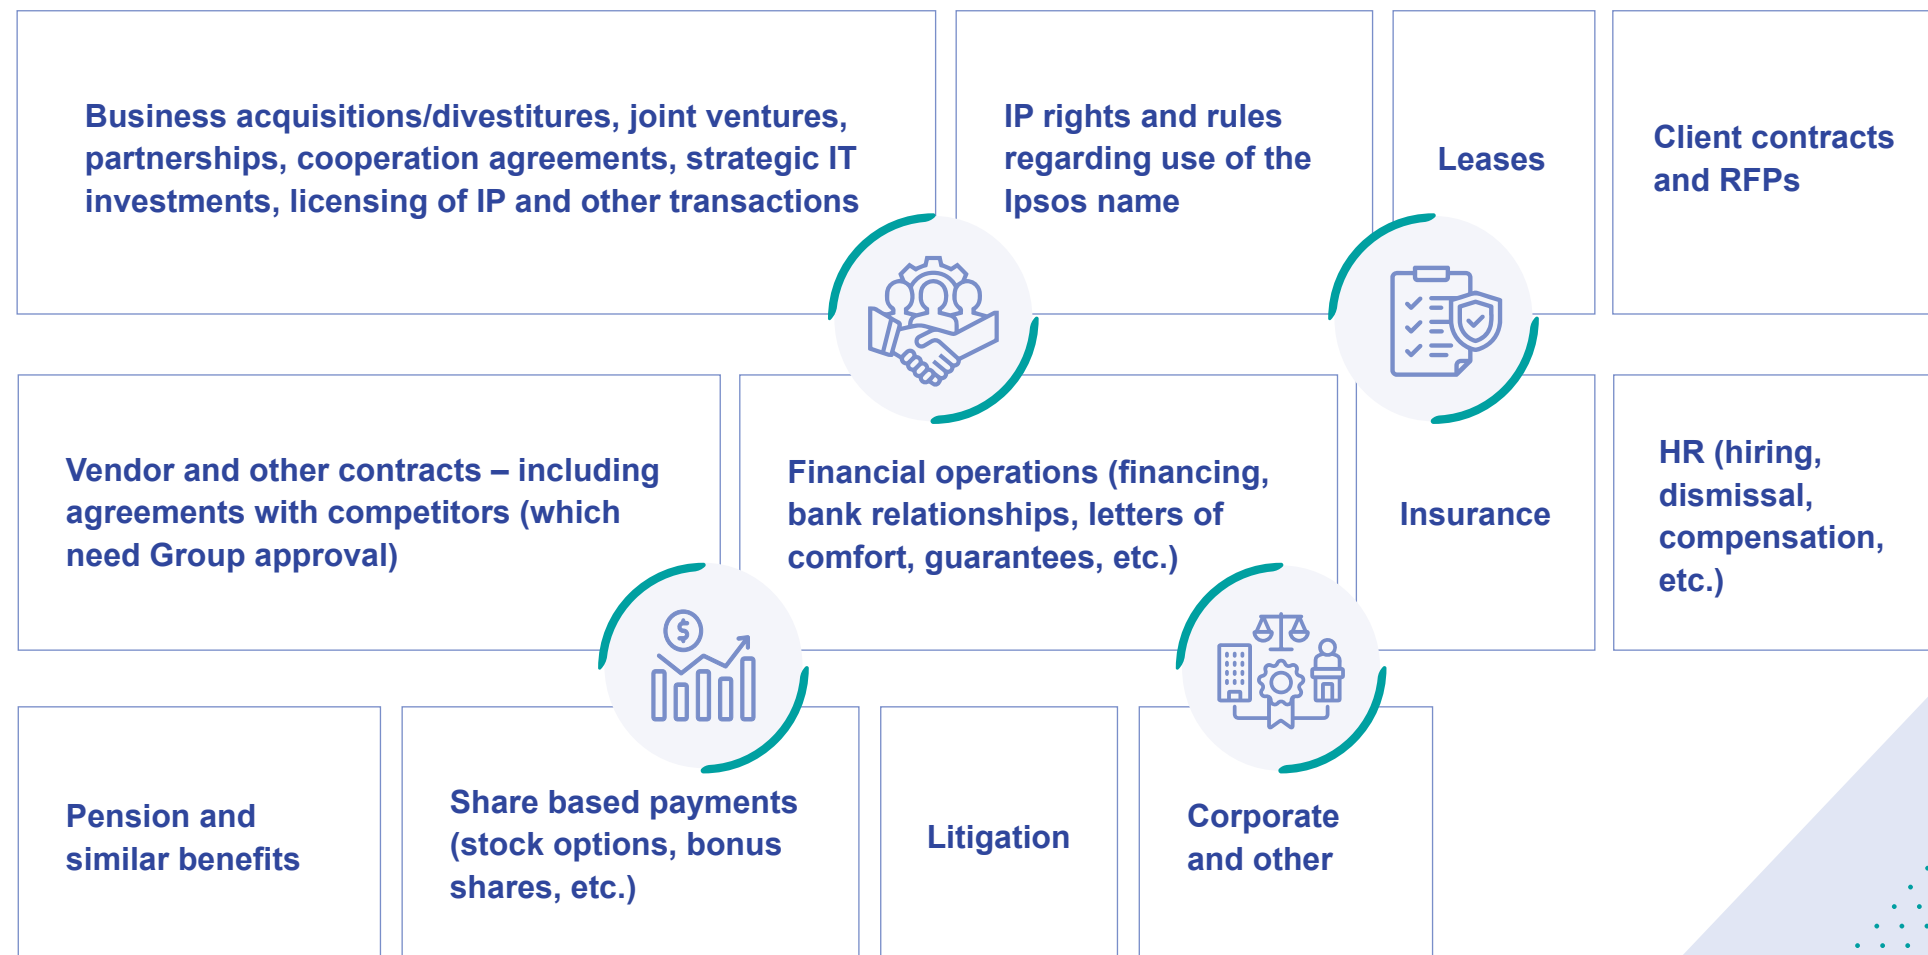 Business acquisitions/divestitures, joint ventures,
partnerships, cooperation agreements, strategic IT
investments, licensing of IP and other transactions
IP rights and rules
regarding use of the
Ipsos name
Leases
Client contracts
and RFPs
Vendor and other contracts – including
agreements with competitors (which
need Group approval)
Financial operations (financing,
bank relationships, letters of
comfort, guarantees, etc.)
Insurance
HR (hiring,
dismissal,
compensation,
etc.)
$
Pension and
similar benefits
Share based payments
(stock options, bonus
shares, etc.)
Litigation
Corporate
and other